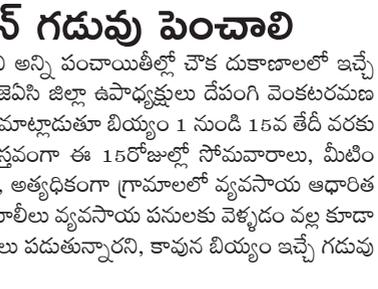 న్ గడువు పెంచాలి
అన్ని పంచాయితీల్లో చౌక దుకాణాలలో ఇచ్చే
జెఏసి జిల్లా ఉపాధ్యక్షులు దేపంగి వెంకటరమణ
మాట్లాడుతూ బియ్యం 1 నుండి 15వ తేదీ వరకు
స్తవంగా ఈ 15రోజుల్లో సోమవారాలు, మీటిం
, అత్యధికంగా గ్రామాలలో వ్యవసాయ ఆధారిత
లీలు వ్యవసాయ పనులకు వెళ్ళడం వల్ల కూడా
లు పడుతున్నారని, కావున బియ్యం ఇచ్చే గడువు